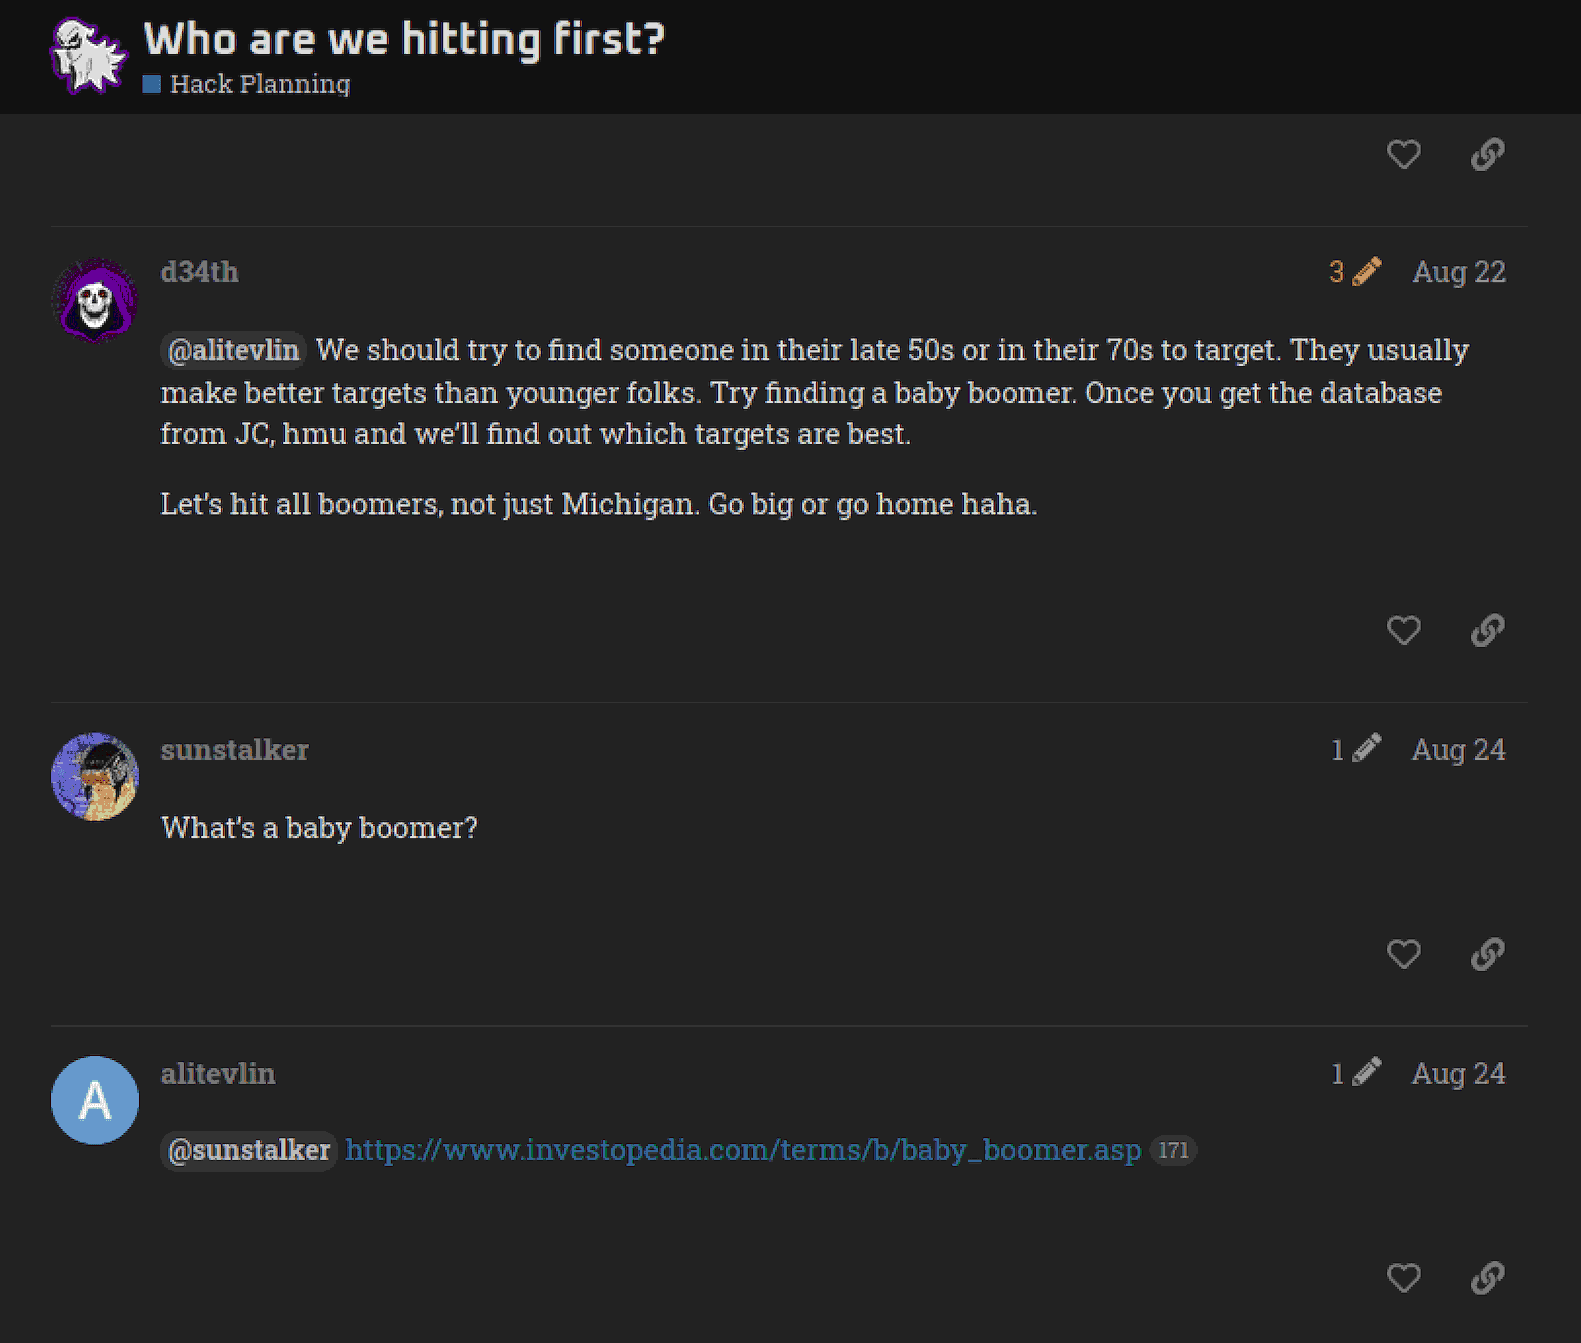 Who are we hitting first?
Hack Planning
d34th
3 Aug 22
@alitevlin We should try to find someone in their late 50s or in their 70s to target. They usually
make better targets than younger folks. Try finding a baby boomer. Once you get the database
from JC, hmu and we'll find out which targets are best.
Let's hit all boomers, not just Michigan. Go big or go home haha.
sunstalker
1 Aug 24
What's a baby boomer?
A
alitevlin
1 Aug 24
@sunstalker https://www.investopedia.com/terms/b/baby_boomer.asp 171